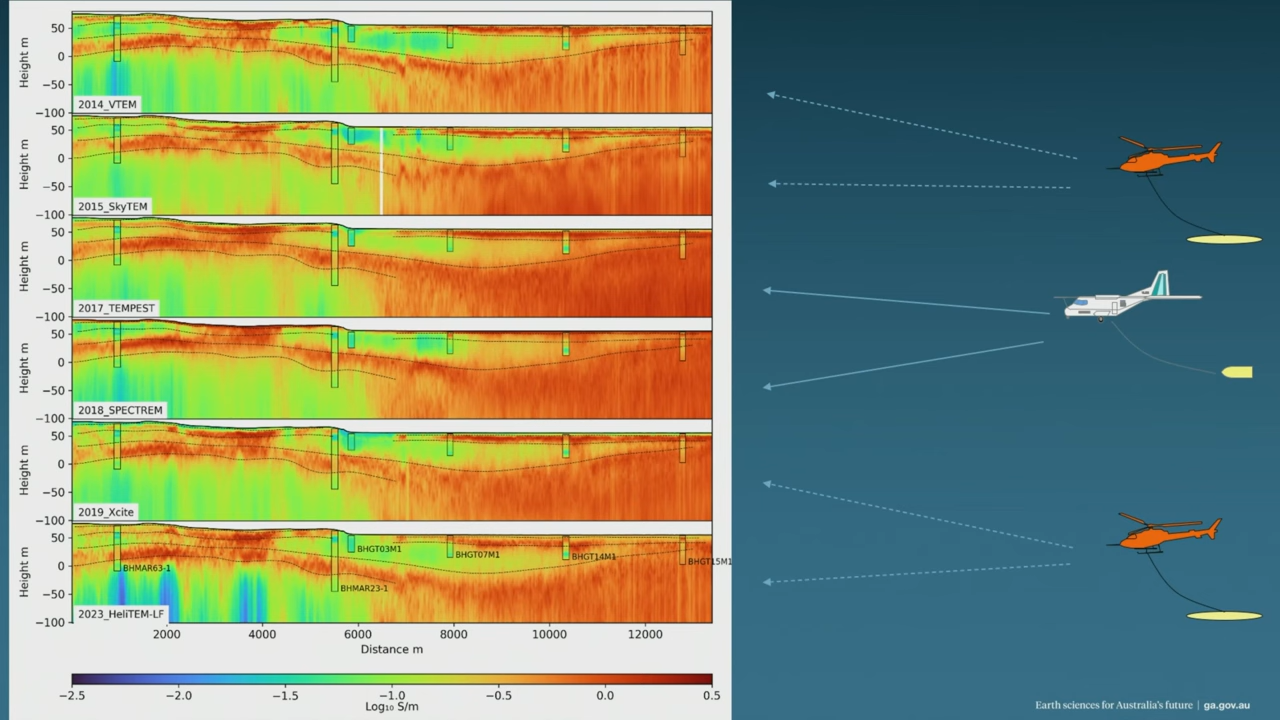 Height m
50
0
−50
−100
2014_VTEM
Height m
50
0
−50
−100
2015_SkyTEM
Height m
50
0
−50
−100
2017_TEMPEST
Height m
50
0
−50
−100
2018_SPECTREM
Height m
50
0
−50
−100
2019_Xcite
Height m
50
0
−50
−100
BHMAR63-1
BHMAR23-1
BHGT03M1
BHGT07M1
BHGT14M1
BHGT15M1
2023_HeliTEM-LF
2000 4000 6000 8000 10000 12000
Distance m
−2.5 −2.0 −1.5 −1.0 −0.5 0.0 0.5
Log₁₀ S/m
Earth sciences for Australia's future | ga.gov.au